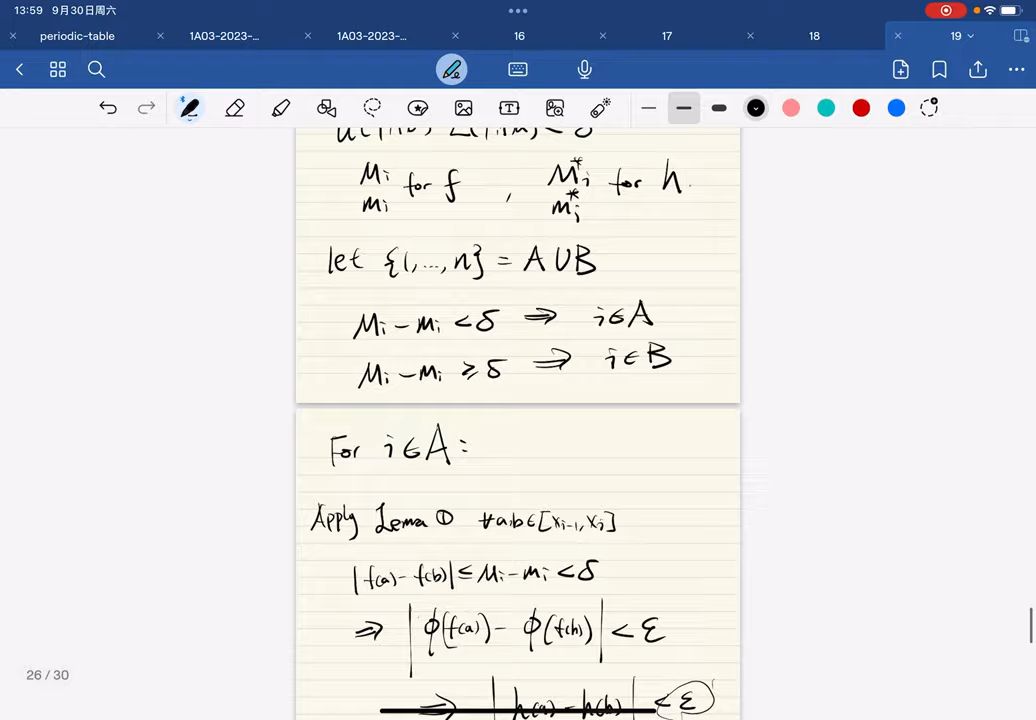 13:59 9月30日周六
periodic-table
1A03-2023-...
1A03-2023-...
16
17
18
19
Mi mi for f , M*i m*i for h.
let {1,...,n} = A∪B
Mi - mi < δ ⇒ i∈A
Mi - mi ≥ δ ⇒ i∈B
For i∈A:
Apply Lema ① ∀a,b∈[xi-1, xi]
|f(a) - f(b)| ≤ Mi - mi < δ
⇒ |ϕ(f(a)) - ϕ(f(b))| < ε
⇒ |h(a) - h(b)| < ε
26 / 30